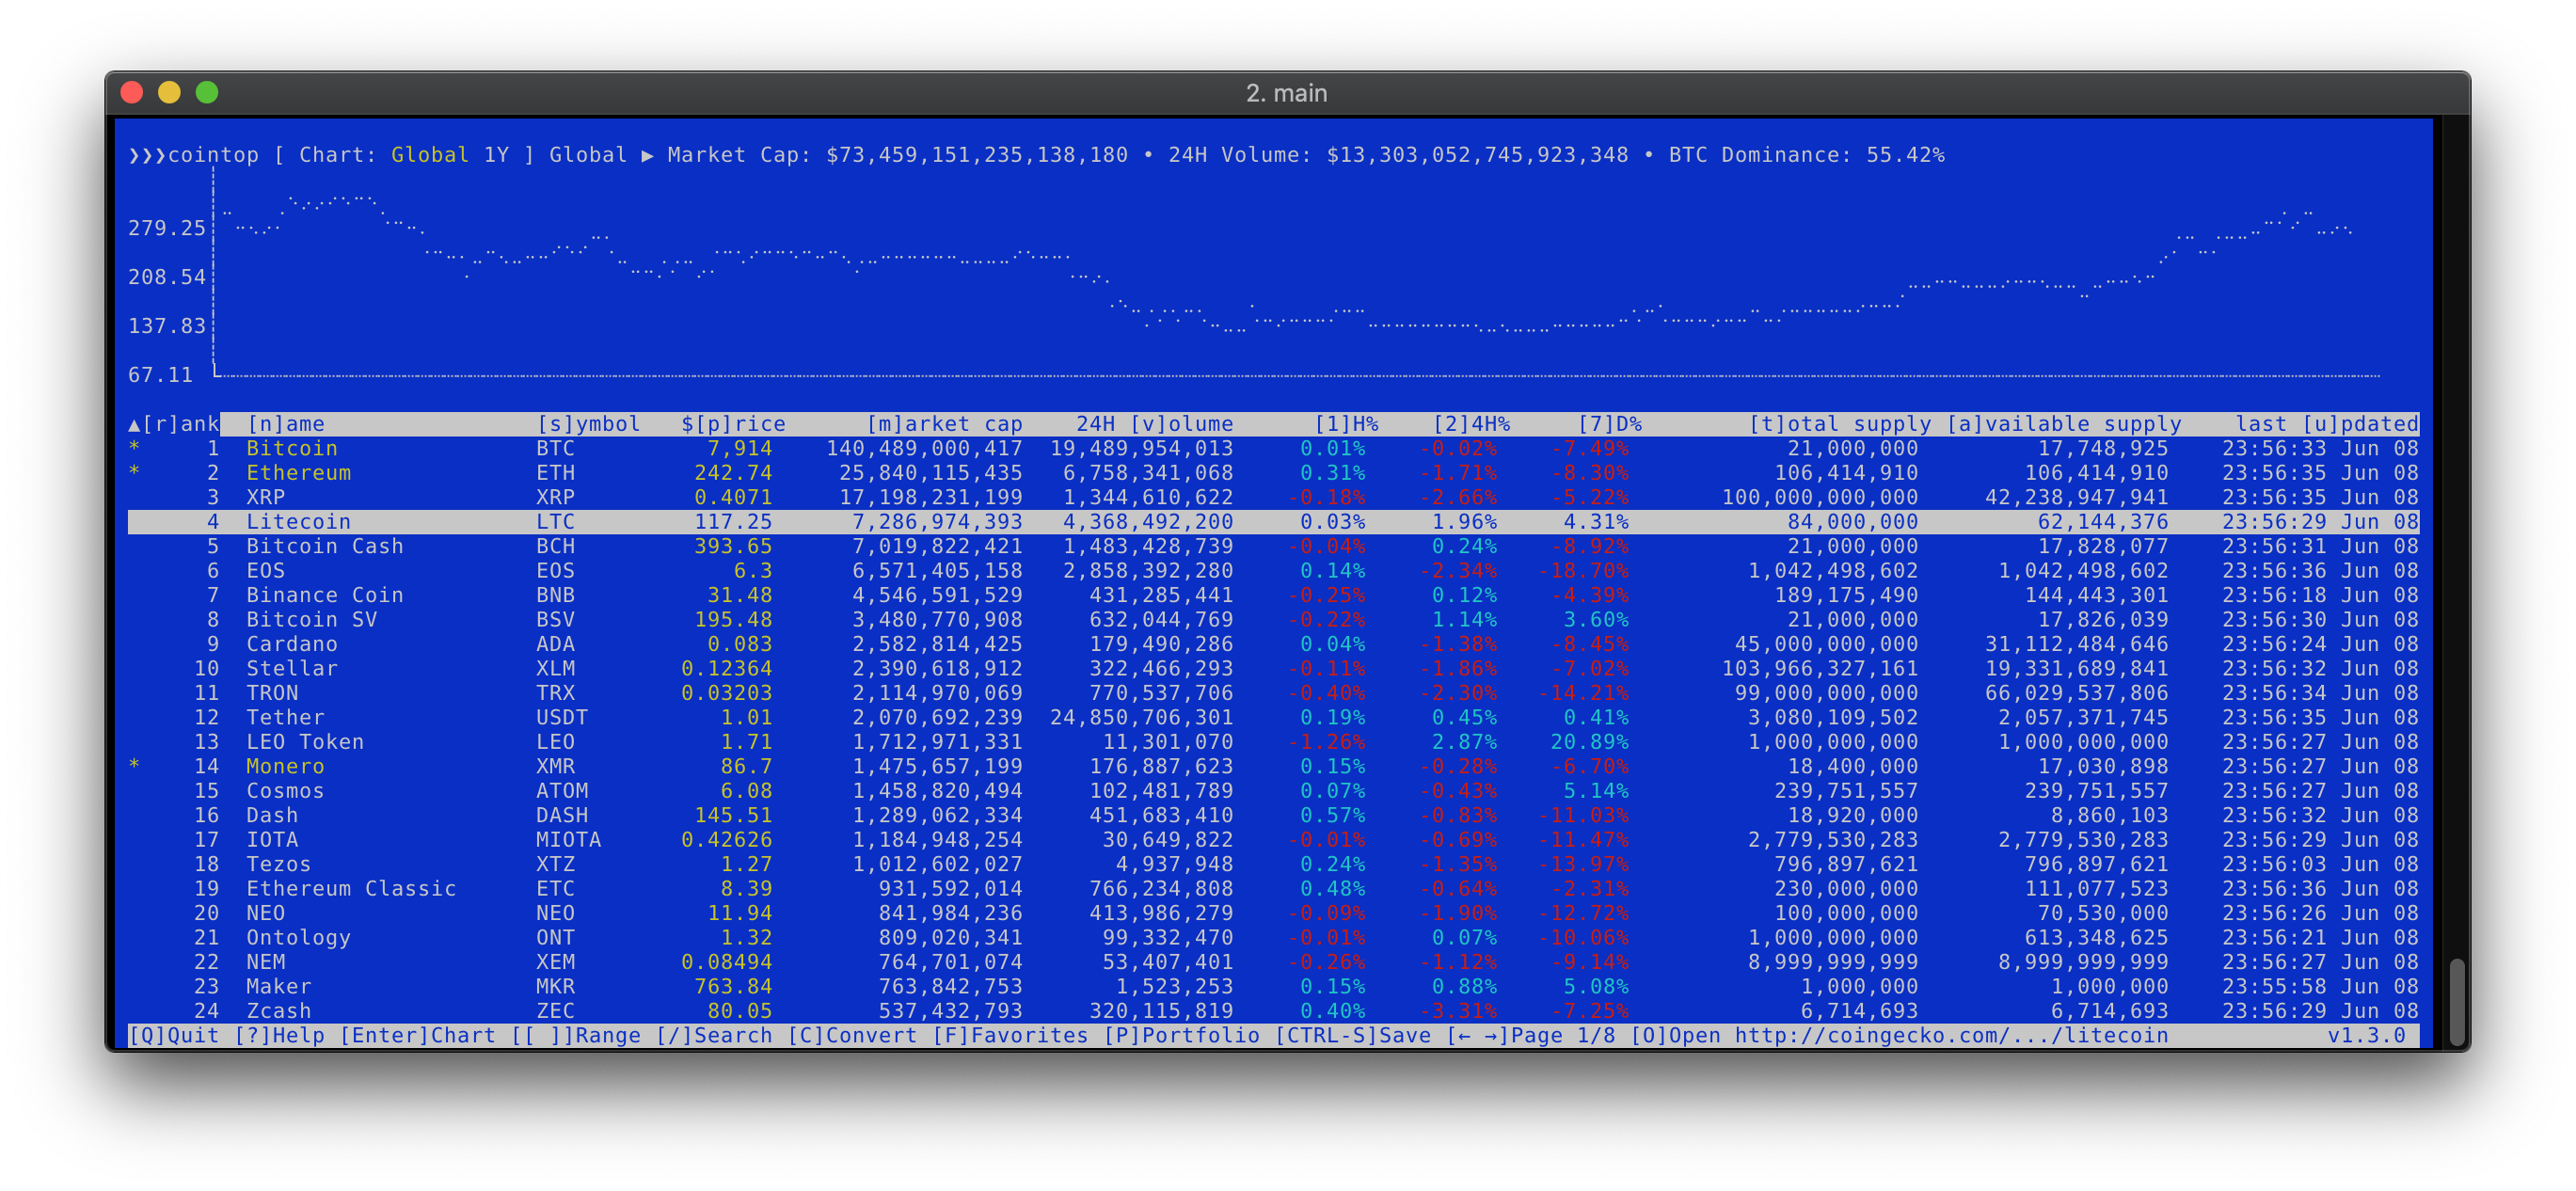 2. main
❯❯❯cointop [ Chart: Global 1Y ] Global ▶ Market Cap: $73,459,151,235,138,180 • 24H Volume: $13,303,052,745,923,348 • BTC Dominance: 55.42%
279.25
208.54
137.83
67.11
▲[r]ank [n]ame [s]ymbol $[p]rice [m]arket cap 24H [v]olume [1]H% [2]4H% [7]D% [t]otal supply [a]vailable supply last [u]pdated
* 1 Bitcoin BTC 7,914 140,489,000,417 19,489,954,013 0.01% -0.02% -7.49% 21,000,000 17,748,925 23:56:33 Jun 08
* 2 Ethereum ETH 242.74 25,840,115,435 6,758,341,068 0.31% -1.71% -8.30% 106,414,910 106,414,910 23:56:35 Jun 08
3 XRP XRP 0.4071 17,198,231,199 1,344,610,622 -0.18% -2.66% -5.22% 100,000,000,000 42,238,947,941 23:56:35 Jun 08
4 Litecoin LTC 117.25 7,286,974,393 4,368,492,200 0.03% 1.96% 4.31% 84,000,000 62,144,376 23:56:29 Jun 08
5 Bitcoin Cash BCH 393.65 7,019,822,421 1,483,428,739 -0.04% 0.24% -8.92% 21,000,000 17,828,077 23:56:31 Jun 08
6 EOS EOS 6.3 6,571,405,158 2,858,392,280 0.14% -2.34% -18.70% 1,042,498,602 1,042,498,602 23:56:36 Jun 08
7 Binance Coin BNB 31.48 4,546,591,529 431,285,441 -0.25% 0.12% -4.39% 189,175,490 144,443,301 23:56:18 Jun 08
8 Bitcoin SV BSV 195.48 3,480,770,908 632,044,769 -0.22% 1.14% 3.60% 21,000,000 17,826,039 23:56:30 Jun 08
9 Cardano ADA 0.083 2,582,814,425 179,490,286 0.04% -1.38% -8.45% 45,000,000,000 31,112,484,646 23:56:24 Jun 08
10 Stellar XLM 0.12364 2,390,618,912 322,466,293 -0.11% -1.86% -7.02% 103,966,327,161 19,331,689,841 23:56:32 Jun 08
11 TRON TRX 0.03203 2,114,970,069 770,537,706 -0.40% -2.30% -14.21% 99,000,000,000 66,029,537,806 23:56:34 Jun 08
12 Tether USDT 1.01 2,070,692,239 24,850,706,301 0.19% 0.45% 0.41% 3,080,109,502 2,057,371,745 23:56:35 Jun 08
13 LEO Token LEO 1.71 1,712,971,331 11,301,070 -1.26% 2.87% 20.89% 1,000,000,000 1,000,000,000 23:56:27 Jun 08
* 14 Monero XMR 86.7 1,475,657,199 176,887,623 0.15% -0.28% -6.70% 18,400,000 17,030,898 23:56:27 Jun 08
15 Cosmos ATOM 6.08 1,458,820,494 102,481,789 0.07% -0.43% 5.14% 239,751,557 239,751,557 23:56:27 Jun 08
16 Dash DASH 145.51 1,289,062,334 451,683,410 0.57% -0.83% -11.03% 18,920,000 8,860,103 23:56:32 Jun 08
17 IOTA MIOTA 0.42626 1,184,948,254 30,649,822 -0.01% -0.69% -11.47% 2,779,530,283 2,779,530,283 23:56:29 Jun 08
18 Tezos XTZ 1.27 1,012,602,027 4,937,948 0.24% -1.35% -13.97% 796,897,621 796,897,621 23:56:03 Jun 08
19 Ethereum Classic ETC 8.39 931,592,014 766,234,808 0.48% -0.64% -2.31% 230,000,000 111,077,523 23:56:36 Jun 08
20 NEO NEO 11.94 841,984,236 413,986,279 -0.09% -1.90% -12.72% 100,000,000 70,530,000 23:56:26 Jun 08
21 Ontology ONT 1.32 809,020,341 99,332,470 -0.01% 0.07% -10.06% 1,000,000,000 613,348,625 23:56:21 Jun 08
22 NEM XEM 0.08494 764,701,074 53,407,401 -0.26% -1.12% -9.14% 8,999,999,999 8,999,999,999 23:56:27 Jun 08
23 Maker MKR 763.84 763,842,753 1,523,253 0.15% 0.88% 5.08% 1,000,000 1,000,000 23:55:58 Jun 08
24 Zcash ZEC 80.05 537,432,793 320,115,819 0.40% -3.31% -7.25% 6,714,693 6,714,693 23:56:29 Jun 08
[Q]Quit [?]Help [Enter]Chart [[ ]]Range [/]Search [C]Convert [F]Favorites [P]Portfolio [CTRL-S]Save [← →]Page 1/8 [O]Open http://coingecko.com/.../litecoin v1.3.0